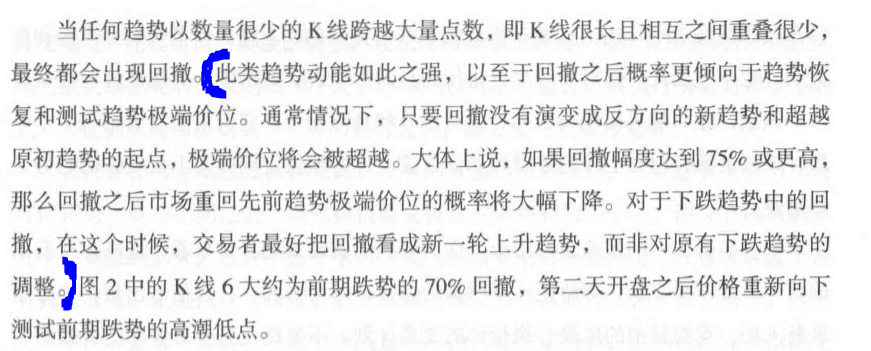 当任何趋势以数量很少的 K 线跨越大量点数，即 K 线很长且相互之间重叠很少，
最终都会出现回撤。此类趋势动能如此之强，以至于回撤之后概率更倾向于趋势恢
复和测试趋势极端价位。通常情况下，只要回撤没有演变成反方向的新趋势和超越
原初趋势的起点，极端价位将会被超越。大体上说，如果回撤幅度达到 75% 或更高，
那么回撤之后市场重回先前趋势极端价位的概率将大幅下降。对于下跌趋势中的回
撤，在这个时候，交易者最好把回撤看成新一轮上升趋势，而非对原有下跌趋势的
调整。图 2 中的 K 线 6 大约为前期跌势的 70% 回撤，第二天开盘之后价格重新向下
测试前期跌势的高潮低点。